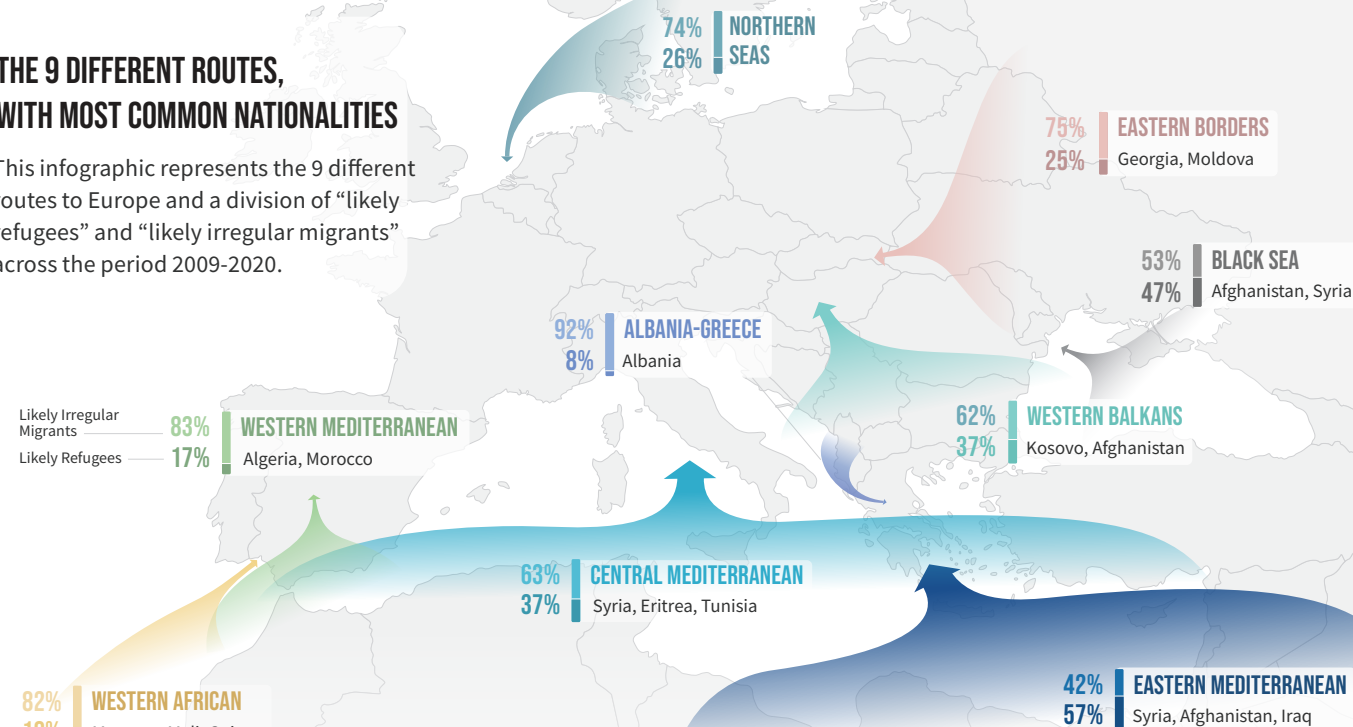 THE 9 DIFFERENT ROUTES,
WITH MOST COMMON NATIONALITIES
This infographic represents the 9 different
routes to Europe and a division of “likely
refugees” and “likely irregular migrants”
across the period 2009-2020.
74% NORTHERN
26% SEAS
75% EASTERN BORDERS
25% Georgia, Moldova
53% BLACK SEA
47% Afghanistan, Syria
92% ALBANIA-GREECE
8% Albania
Likely Irregular
Migrants 83% WESTERN MEDITERRANEAN
Likely Refugees 17% Algeria, Morocco
62% WESTERN BALKANS
37% Kosovo, Afghanistan
63% CENTRAL MEDITERRANEAN
37% Syria, Eritrea, Tunisia
82% WESTERN AFRICAN
42% EASTERN MEDITERRANEAN
57% Syria, Afghanistan, Iraq